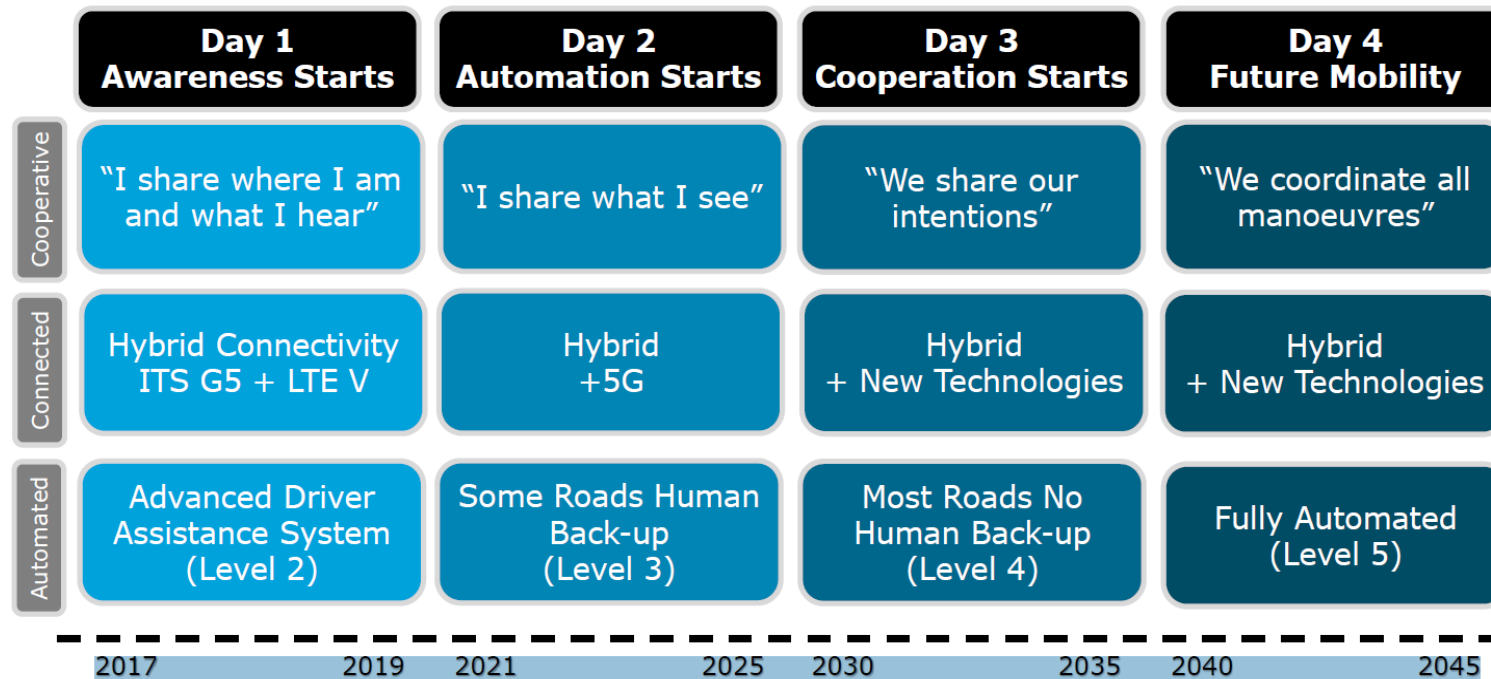 Day 1
Awareness Starts
Day 2
Automation Starts
Day 3
Cooperation Starts
Day 4
Future Mobility
Cooperative
“I share where I am
and what I hear”
“I share what I see”
“We share our
intentions”
“We coordinate all
manoeuvres”
Connected
Hybrid Connectivity
ITS G5 + LTE V
Hybrid
+5G
Hybrid
+ New Technologies
Hybrid
+ New Technologies
Automated
Advanced Driver
Assistance System
(Level 2)
Some Roads Human
Back-up
(Level 3)
Most Roads No
Human Back-up
(Level 4)
Fully Automated
(Level 5)
2017 2019 2021 2025 2030 2035 2040 2045